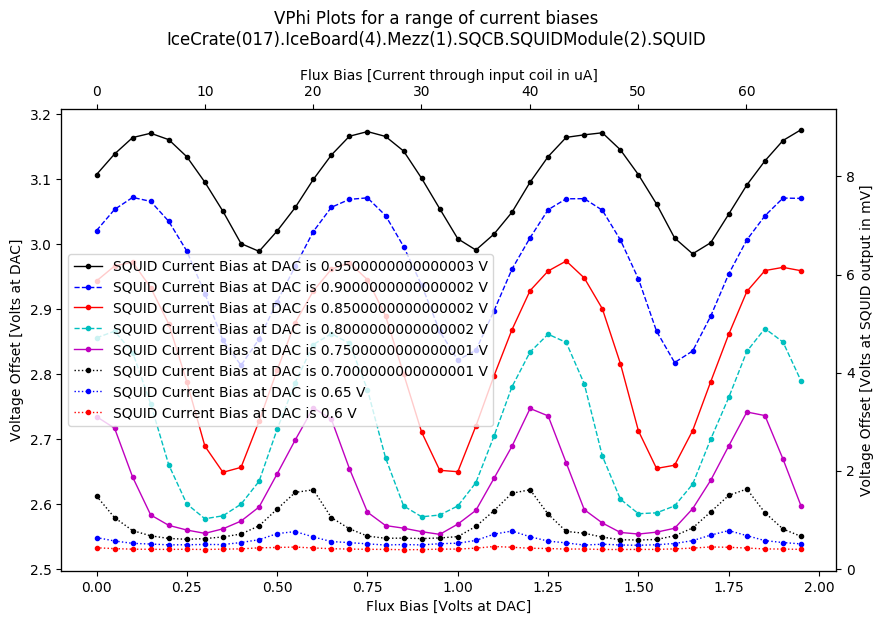 VPhi Plots for a range of current biases
IceCrate(017).IceBoard(4).Mezz(1).SQCB.SQUIDModule(2).SQUID
Flux Bias [Current through input coil in uA]
0 10 20 30 40 50 60
Voltage Offset [Volts at DAC]
3.2
3.1
3.0
2.9
2.8
2.7
2.6
2.5
SQUID Current Bias at DAC is 0.9500000000000003 V
SQUID Current Bias at DAC is 0.9000000000000002 V
SQUID Current Bias at DAC is 0.8500000000000002 V
SQUID Current Bias at DAC is 0.8000000000000002 V
SQUID Current Bias at DAC is 0.7500000000000001 V
SQUID Current Bias at DAC is 0.7000000000000001 V
SQUID Current Bias at DAC is 0.65 V
SQUID Current Bias at DAC is 0.6 V
8
6
4
2
0
Voltage Offset [Volts at SQUID output in mV]
0.00 0.25 0.50 0.75 1.00 1.25 1.50 1.75 2.00
Flux Bias [Volts at DAC]